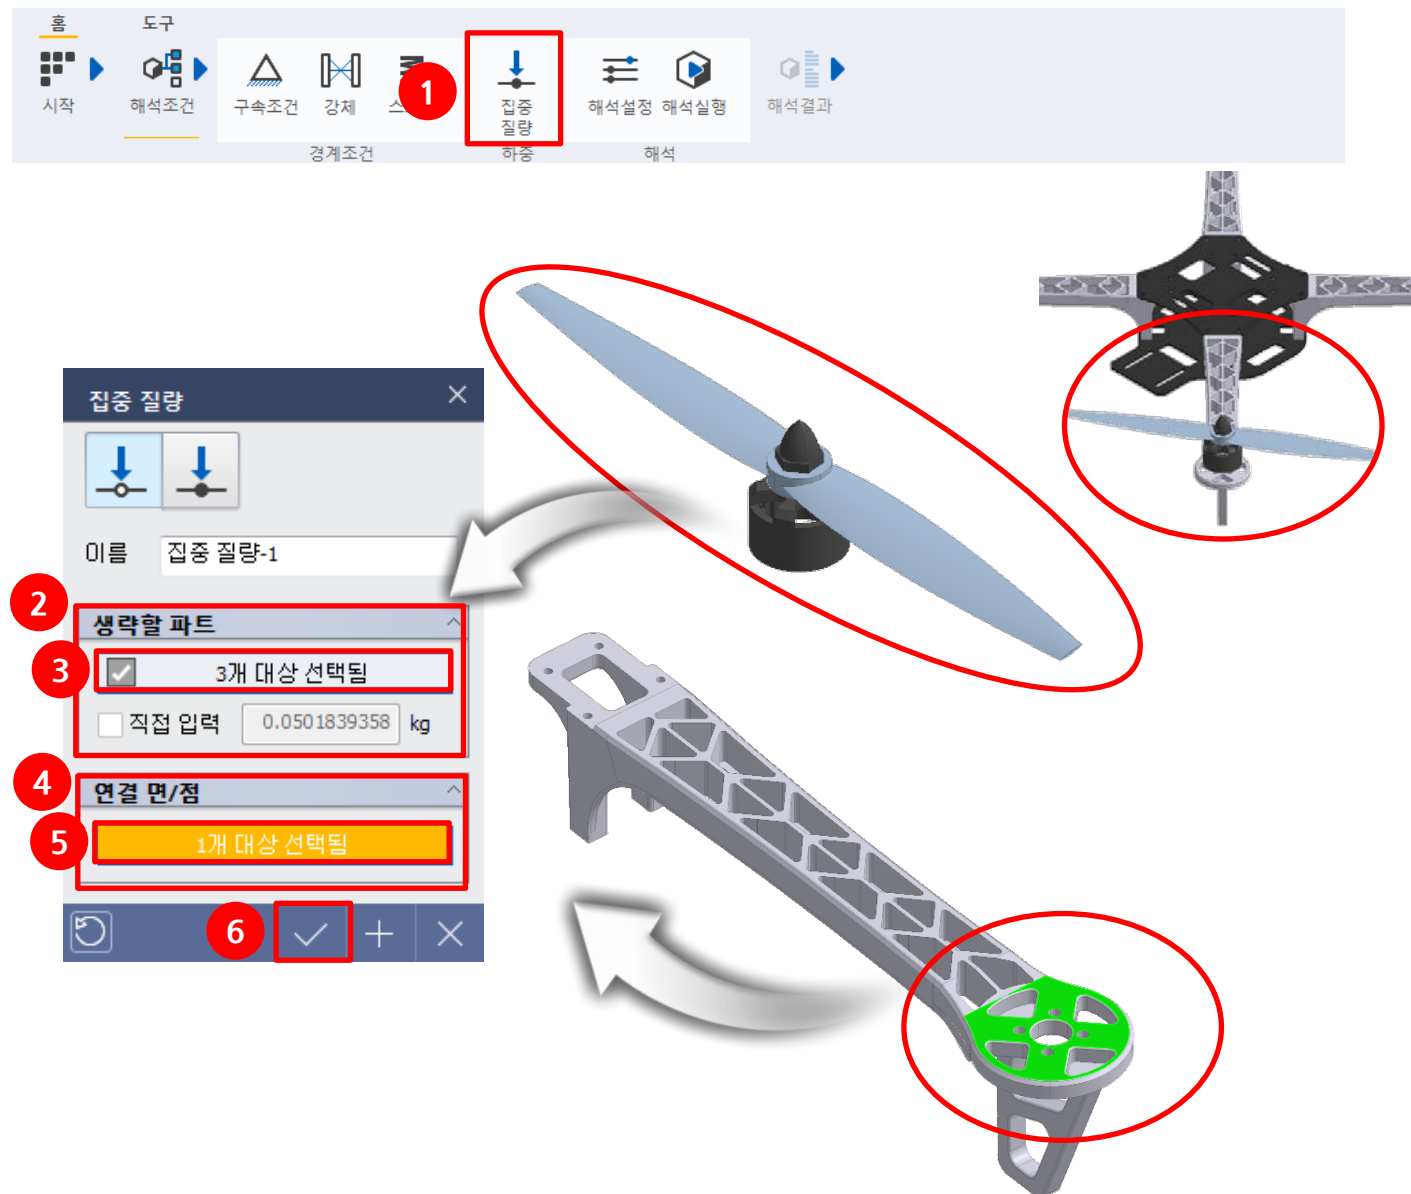 홈 도구
시작 해석조건 구속조건 강체 집중 질량 해석설정 해석실행 해석결과
경계조건 하중 해석
1
집중 질량
이름 집중 질량-1
2
생략할 파트
3
3개 대상 선택됨
직접 입력 0.0501839358 kg
4
연결 면/점
5
1개 대상 선택됨
6